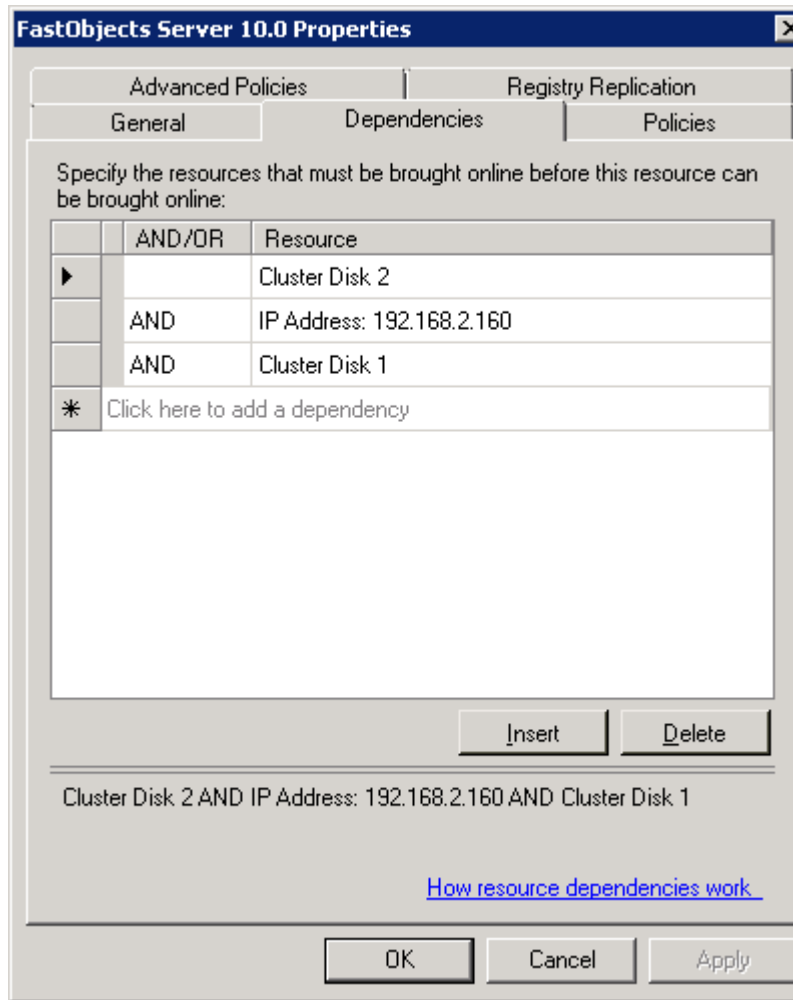 FastObjects Server 10.0 Properties
Advanced Policies Registry Replication
General Dependencies Policies
Specify the resources that must be brought online before this resource can
be brought online:
AND/OR Resource
Cluster Disk 2
AND IP Address: 192.168.2.160
AND Cluster Disk 1
Click here to add a dependency
Insert Delete
Cluster Disk 2 AND IP Address: 192.168.2.160 AND Cluster Disk 1
How resource dependencies work
OK Cancel Apply